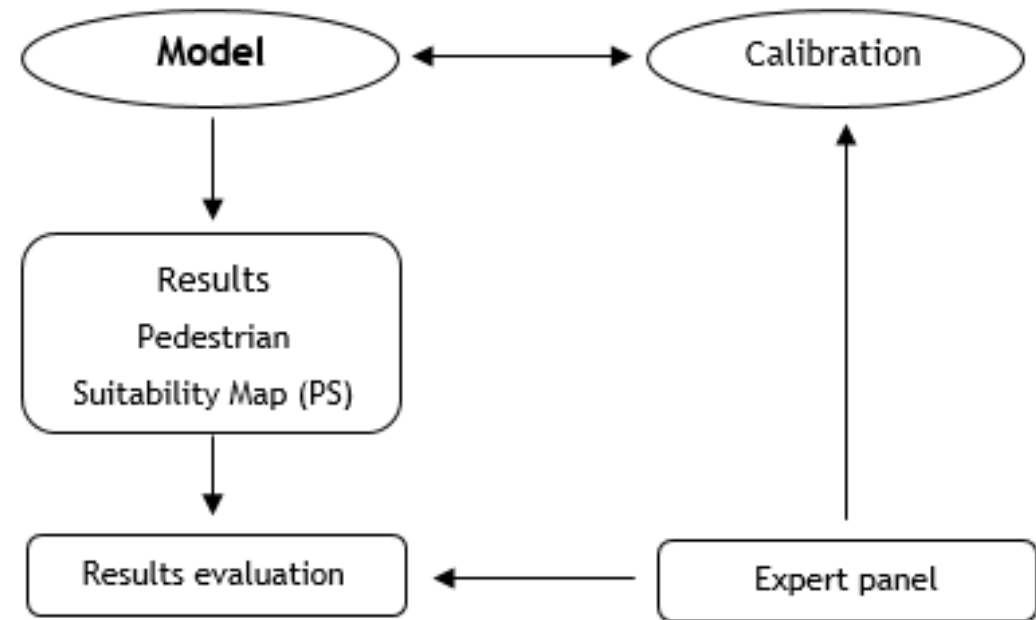 Model
Calibration
Results
Pedestrian
Suitability Map (PS)
Results evaluation
Expert panel